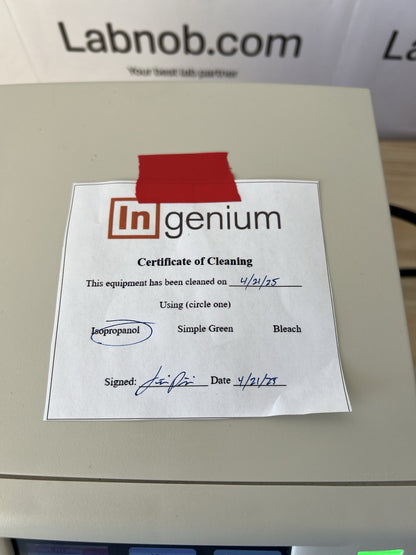 Labnob.com
Your best lab partner
Ingenium
Certificate of Cleaning
This equipment has been cleaned on 4/21/25
Using (circle one)
Isopropanol Simple Green Bleach
Signed: Date 4/21/25